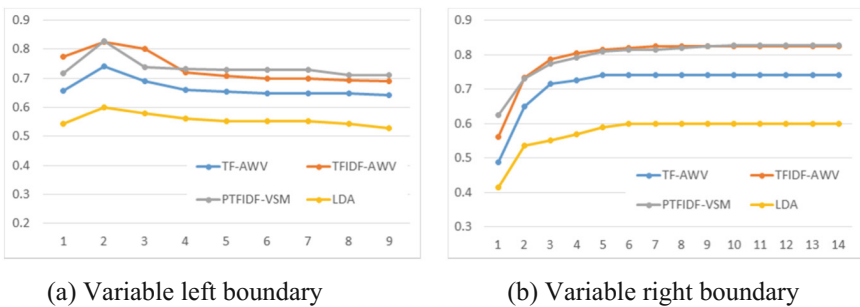 0.9
0.8
0.7
0.6
0.5
0.4
0.3
0.2
TF-AWV TFIDF-AWV
PTFIDF-VSM LDA
1 2 3 4 5 6 7 8 9
(a) Variable left boundary
0.9
0.8
0.7
0.6
0.5
0.4
0.3
TF-AWV TFIDF-AWV
PTFIDF-VSM LDA
1 2 3 4 5 6 7 8 9 10 11 12 13 14
(b) Variable right boundary